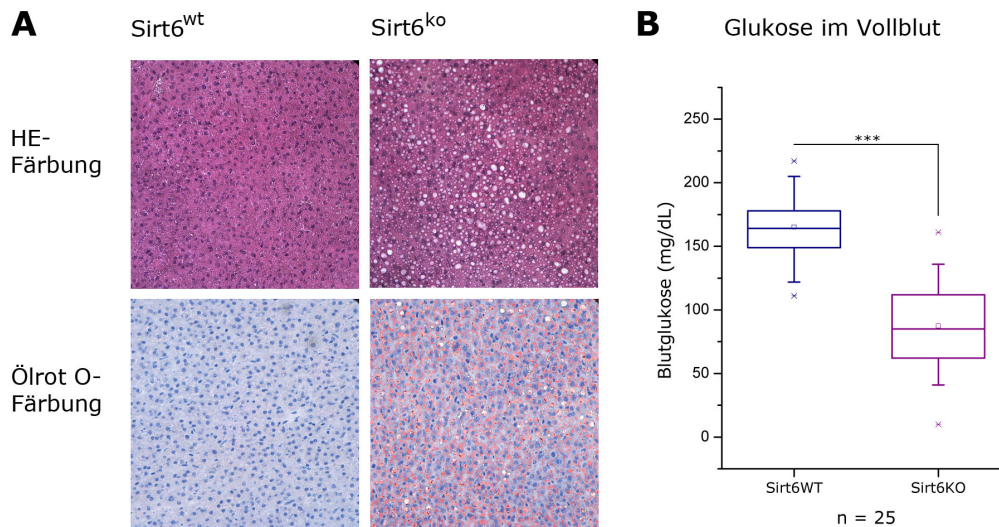 A
Sirt6wt
Sirt6ko
HE-
Färbung
Ölrot O-
Färbung
B
Glukose im Vollblut
***
Blutglukose (mg/dL)
250
200
150
100
50
0
Sirt6WT
Sirt6KO
n = 25